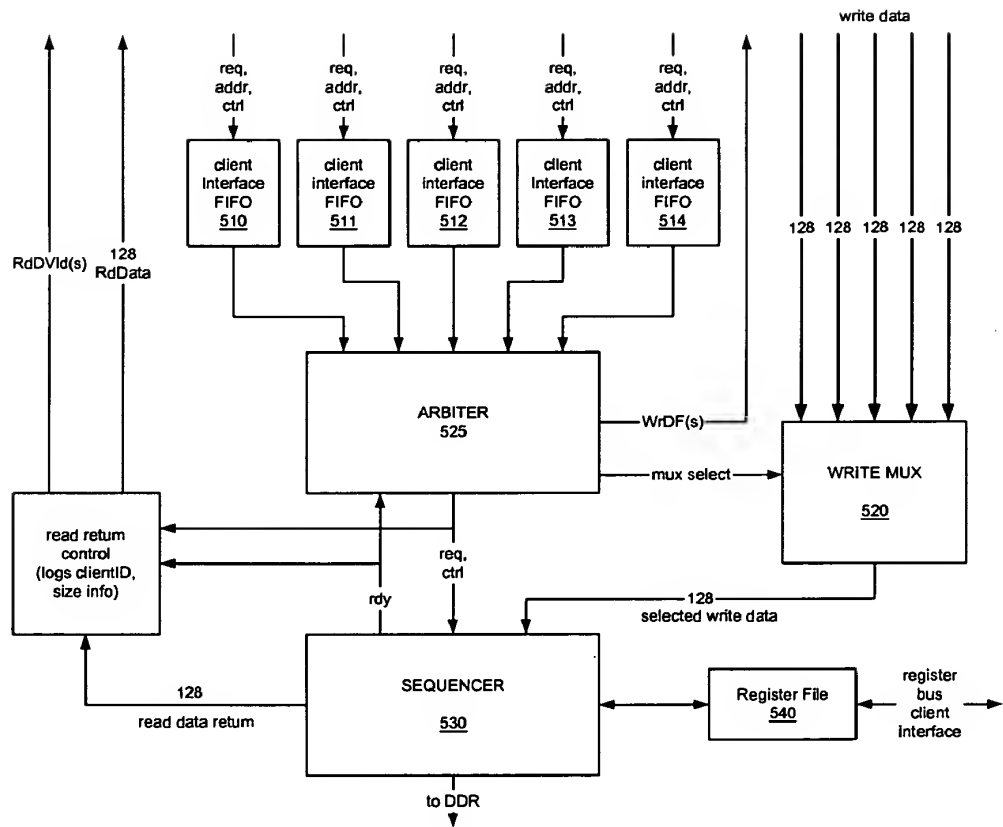 write data
req,
addr,
ctrl
req,
addr,
ctrl
req,
addr,
ctrl
req,
addr,
ctrl
req,
addr,
ctrl
client
Interface
FIFO
510
client
interface
FIFO
511
client
interface
FIFO
512
client
Interface
FIFO
513
client
interface
FIFO
514
128 128 128 128 128
RdDVld(s)
128
RdData
ARBITER
525
WrDF(s)
mux select
WRITE MUX
520
read return
control
(logs clientID,
size info)
req,
ctrl
rdy
128
selected write data
128
read data return
SEQUENCER
530
Register File
540
register
bus
client
interface
to DDR